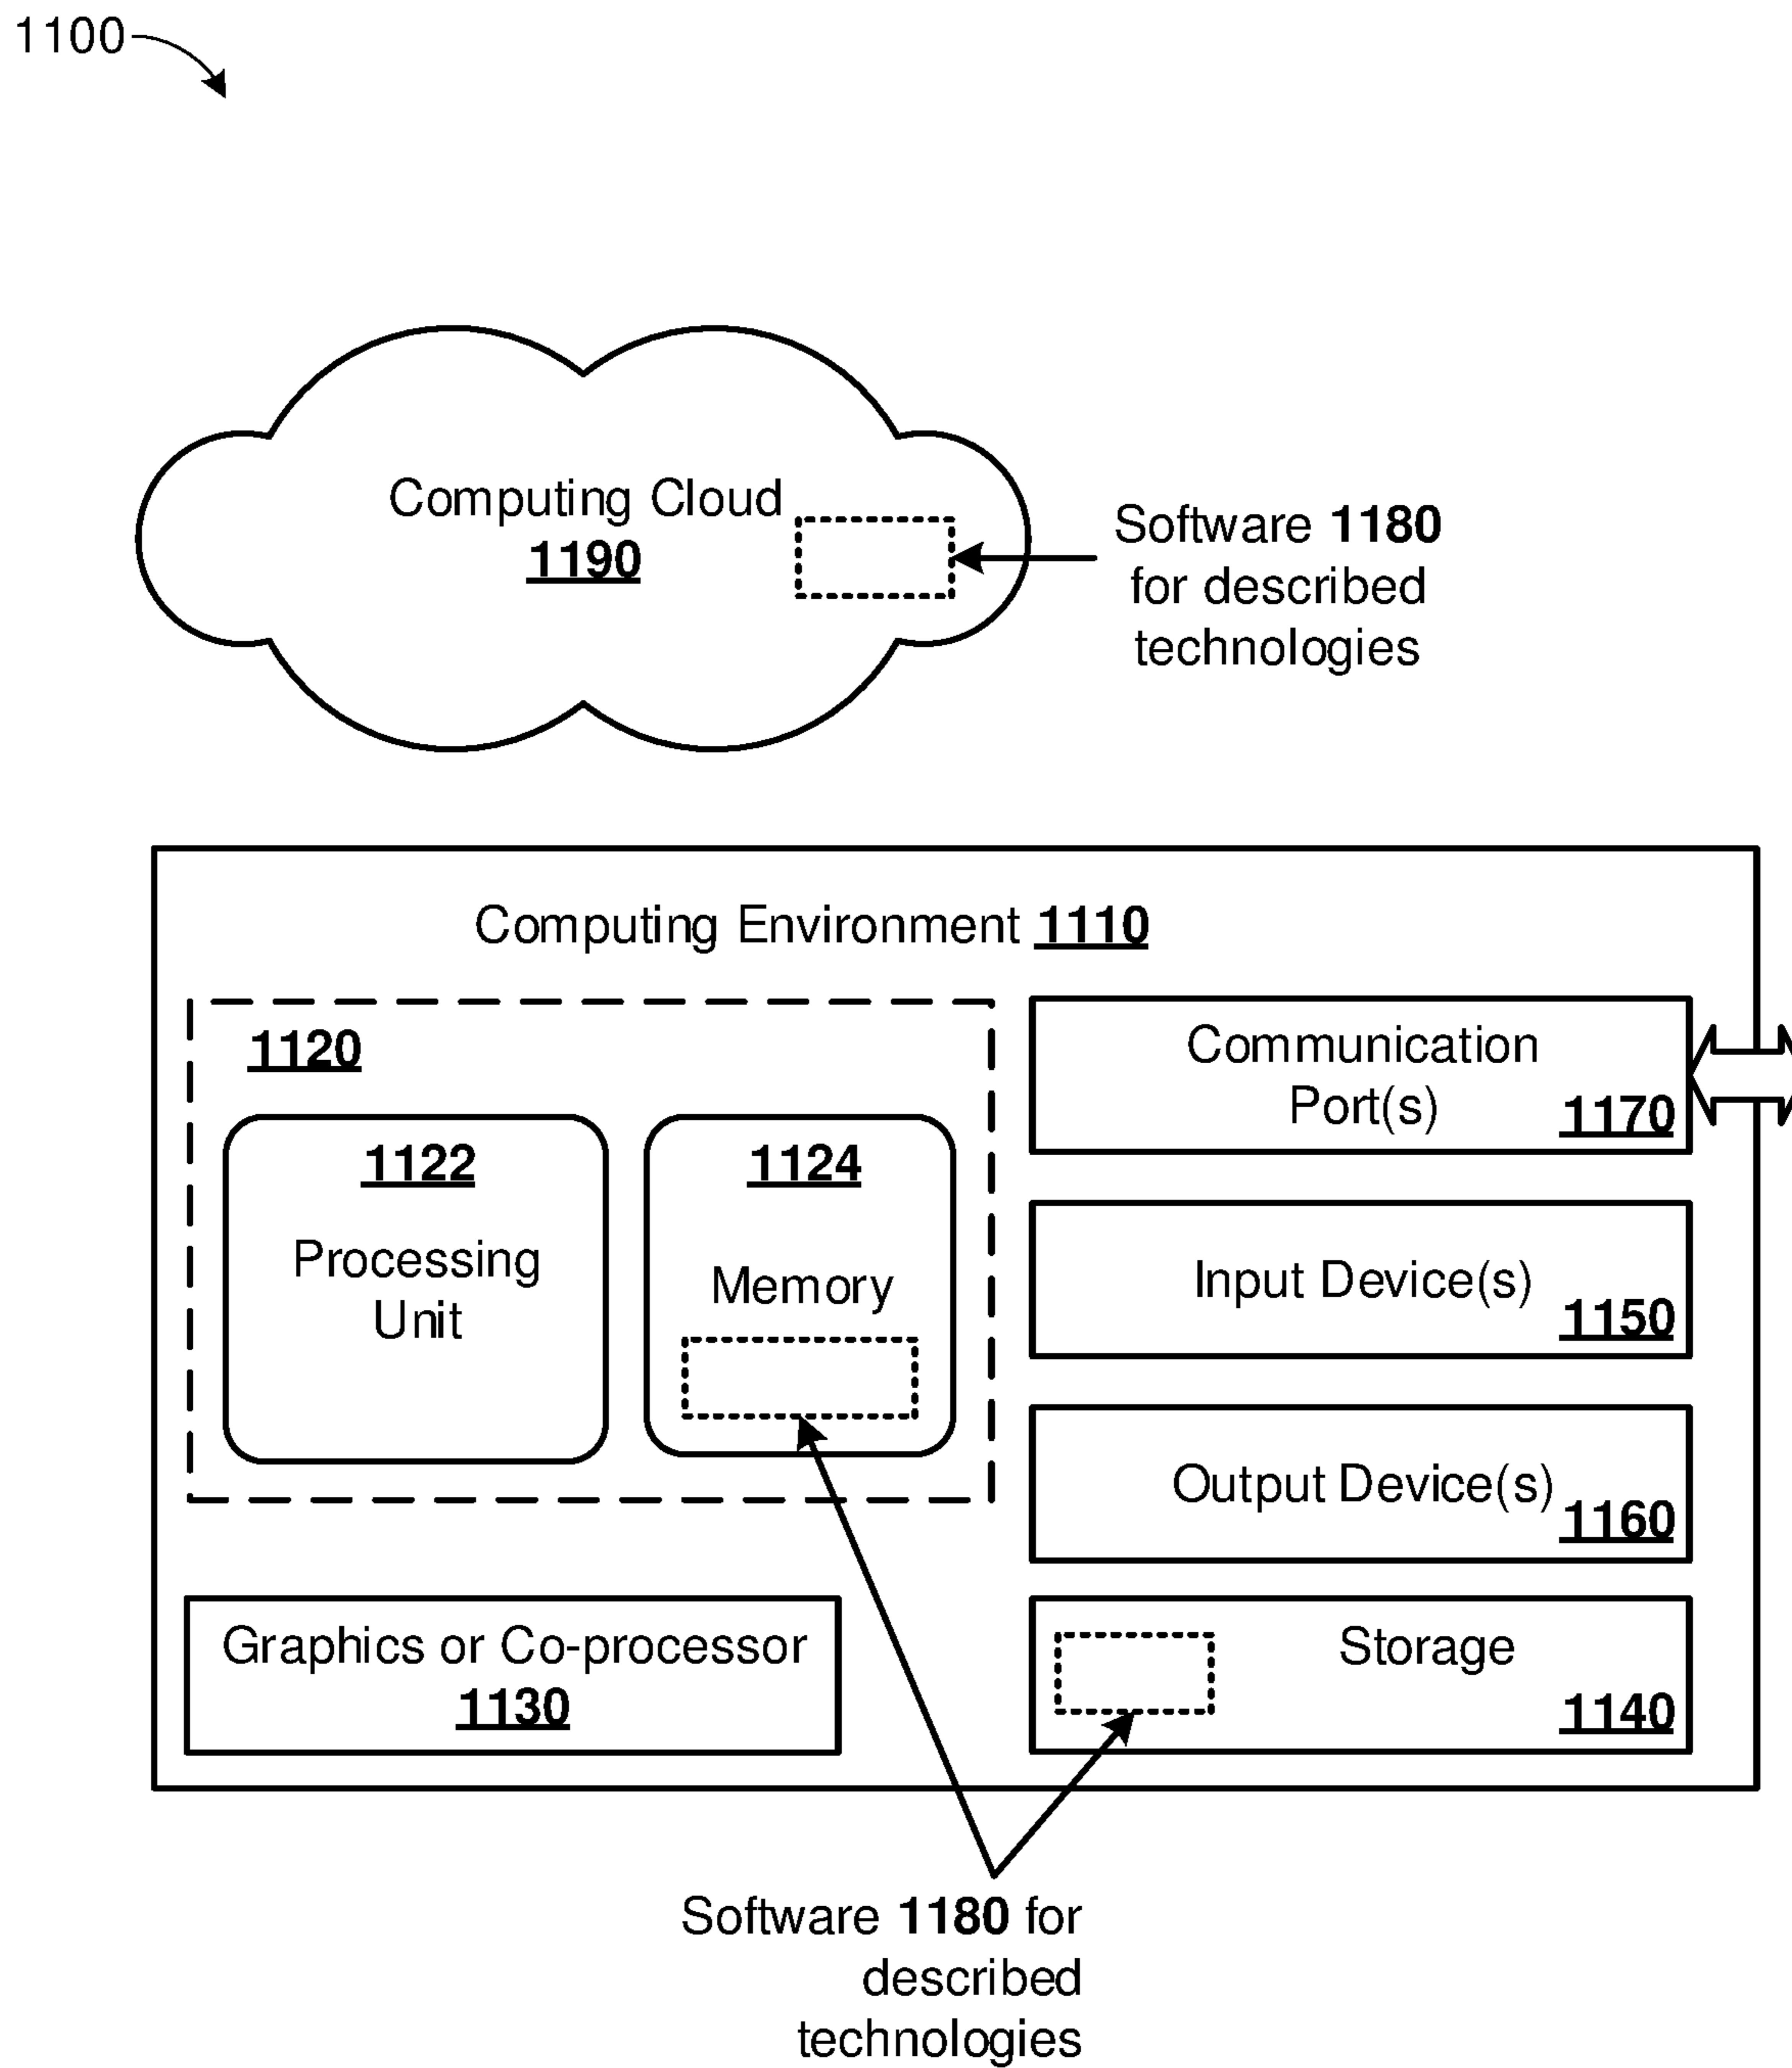 1100
Computing Cloud
1190
Software 1180
for described
technologies
Computing Environment 1110
1120
1122
Processing
Unit
1124
Memory
Communication
Port(s)
1170
Input Device(s)
1150
Output Device(s)
1160
Graphics or Co-processor
1130
Storage
1140
Software 1180 for
described
technologies